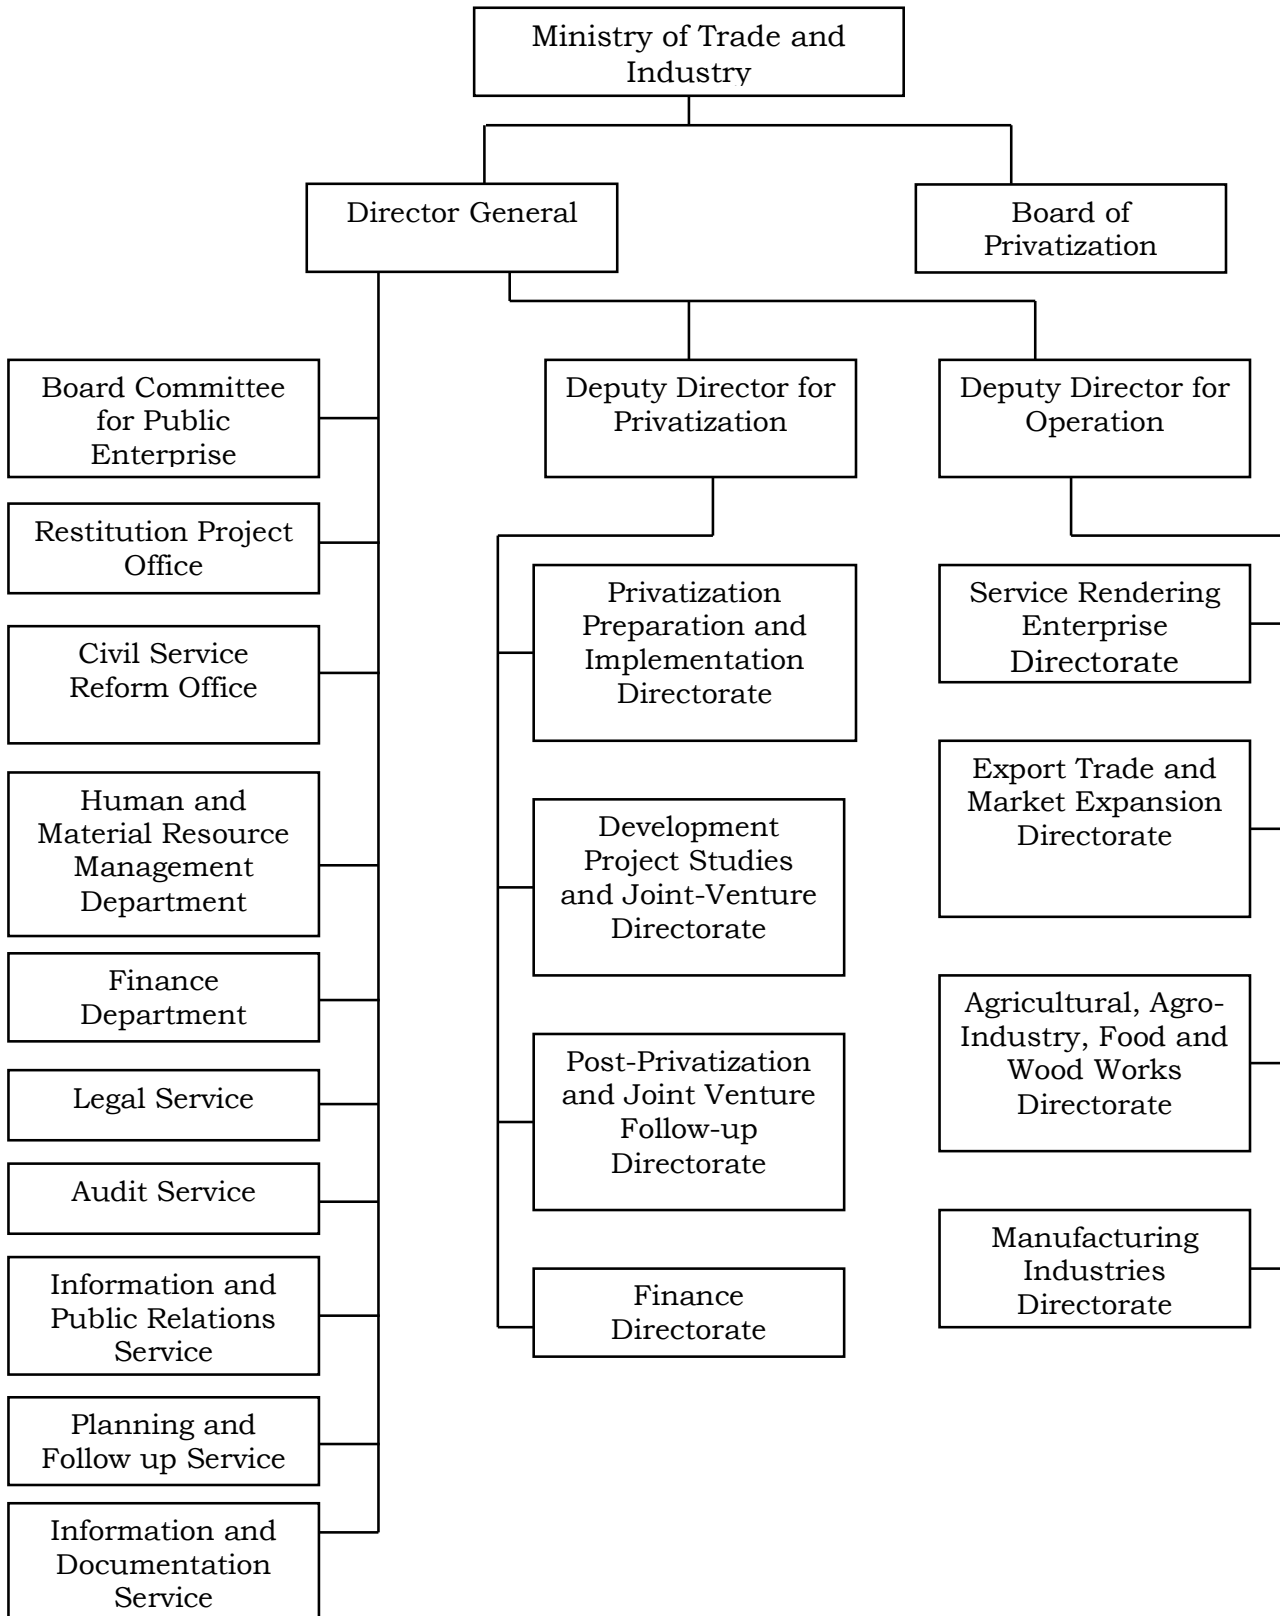 Ministry of Trade and
Industry
Director General
Board of
Privatization
Board Committee
for Public
Enterprise
Deputy Director for
Privatization
Deputy Director for
Operation
Restitution Project
Office
Civil Service
Reform Office
Human and
Material Resource
Management
Department
Finance
Department
Legal Service
Audit Service
Information and
Public Relations
Service
Planning and
Follow up Service
Information and
Documentation
Service
Privatization
Preparation and
Implementation
Directorate
Development
Project Studies
and Joint-Venture
Directorate
Post-Privatization
and Joint Venture
Follow-up
Directorate
Finance
Directorate
Service Rendering
Enterprise
Directorate
Export Trade and
Market Expansion
Directorate
Agricultural, Agro-
Industry, Food and
Wood Works
Directorate
Manufacturing
Industries
Directorate